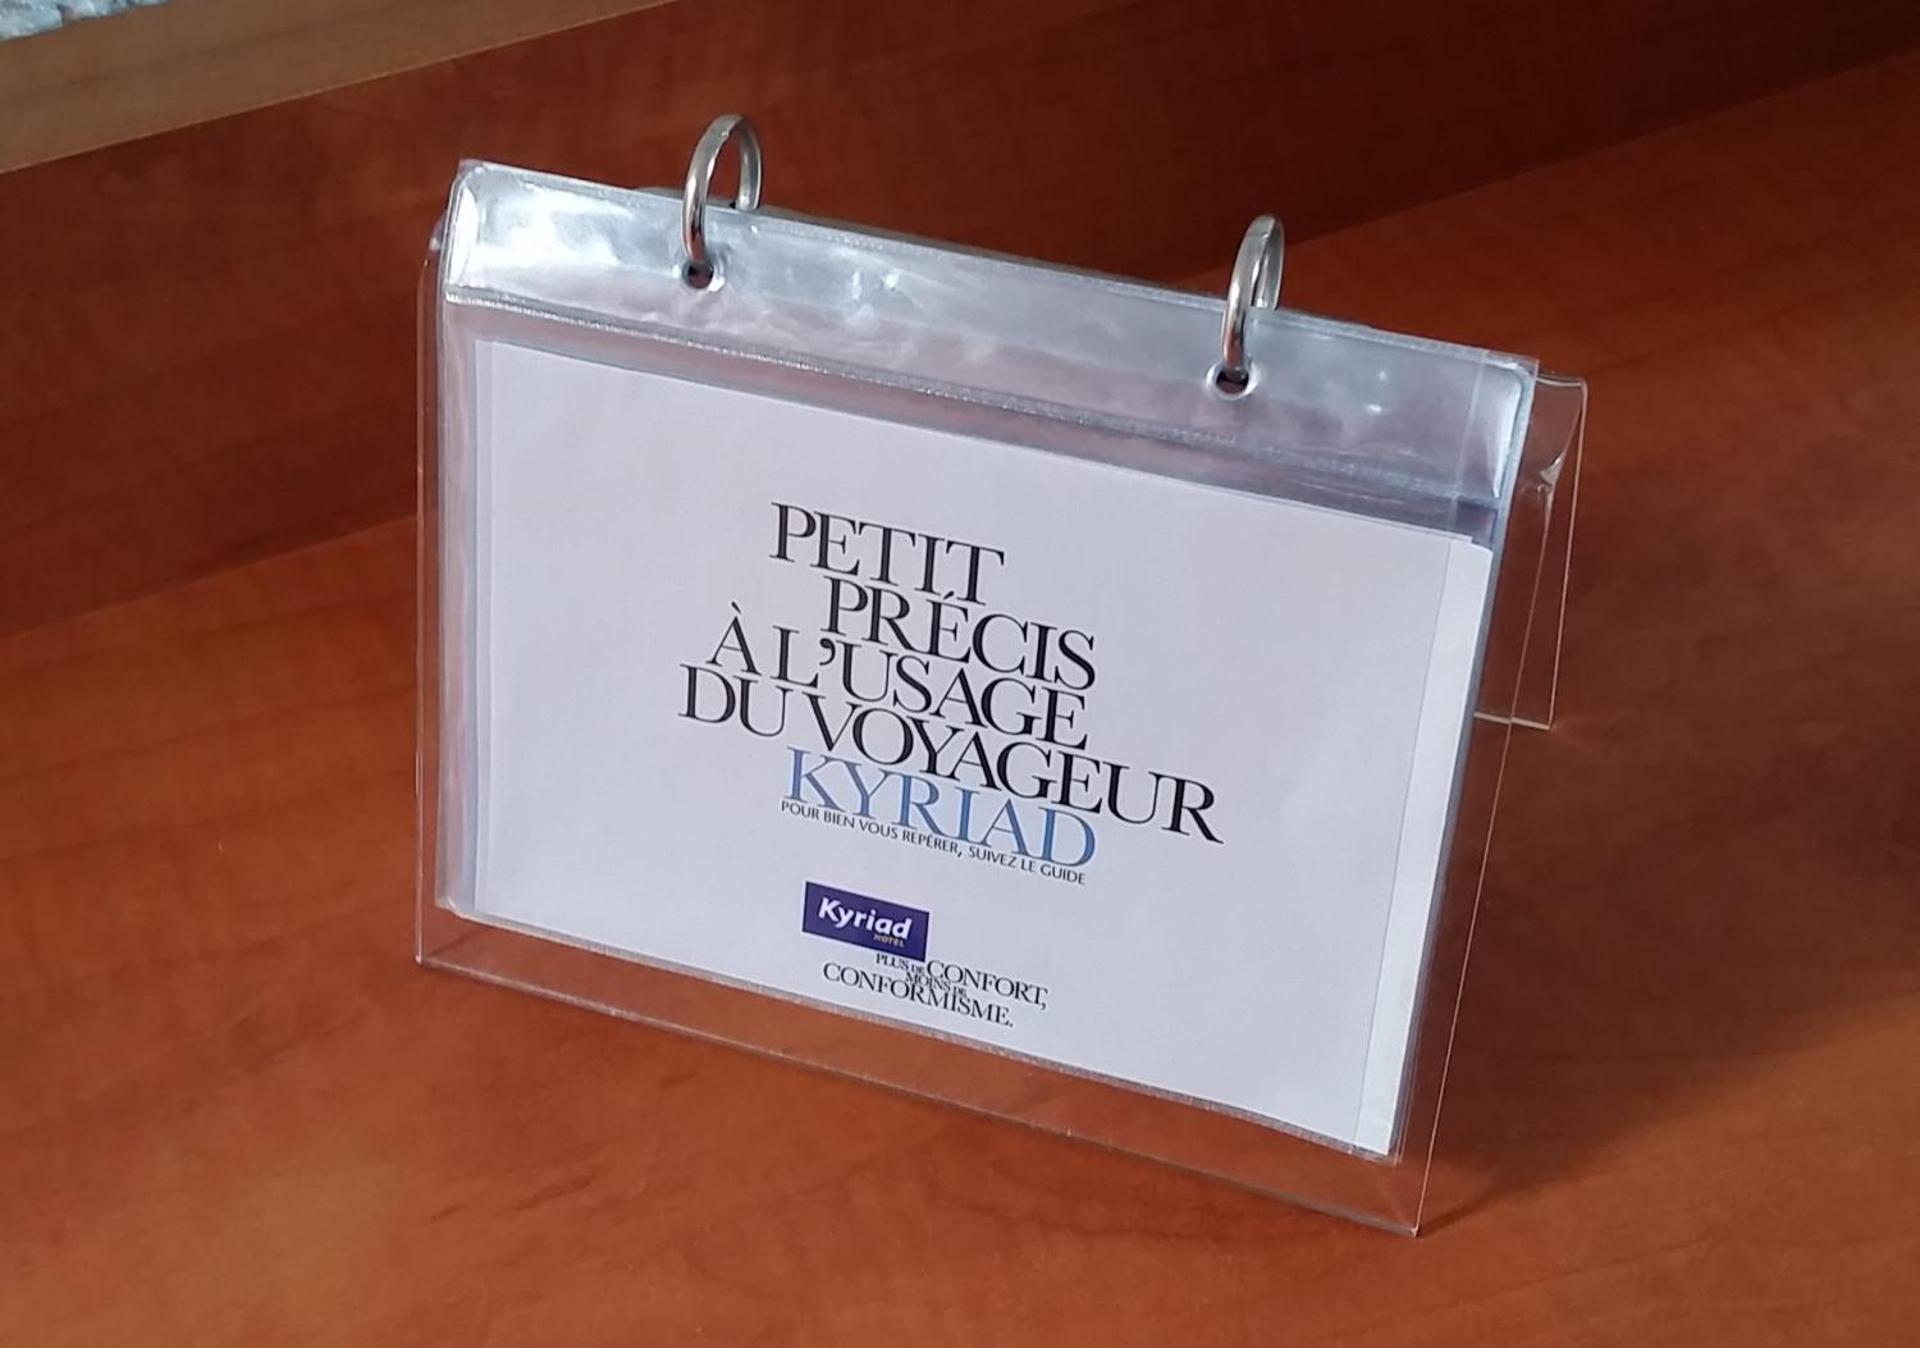 PETIT
PRÉCIS
À L'USAGE
DU VOYAGEUR
KYRIAD
POUR BIEN VOUS REPÉRER, SUIVEZ LE GUIDE
Kyriad
HOTEL
PLUS DE CONFORT,
MOINS DE
CONFORMISME.